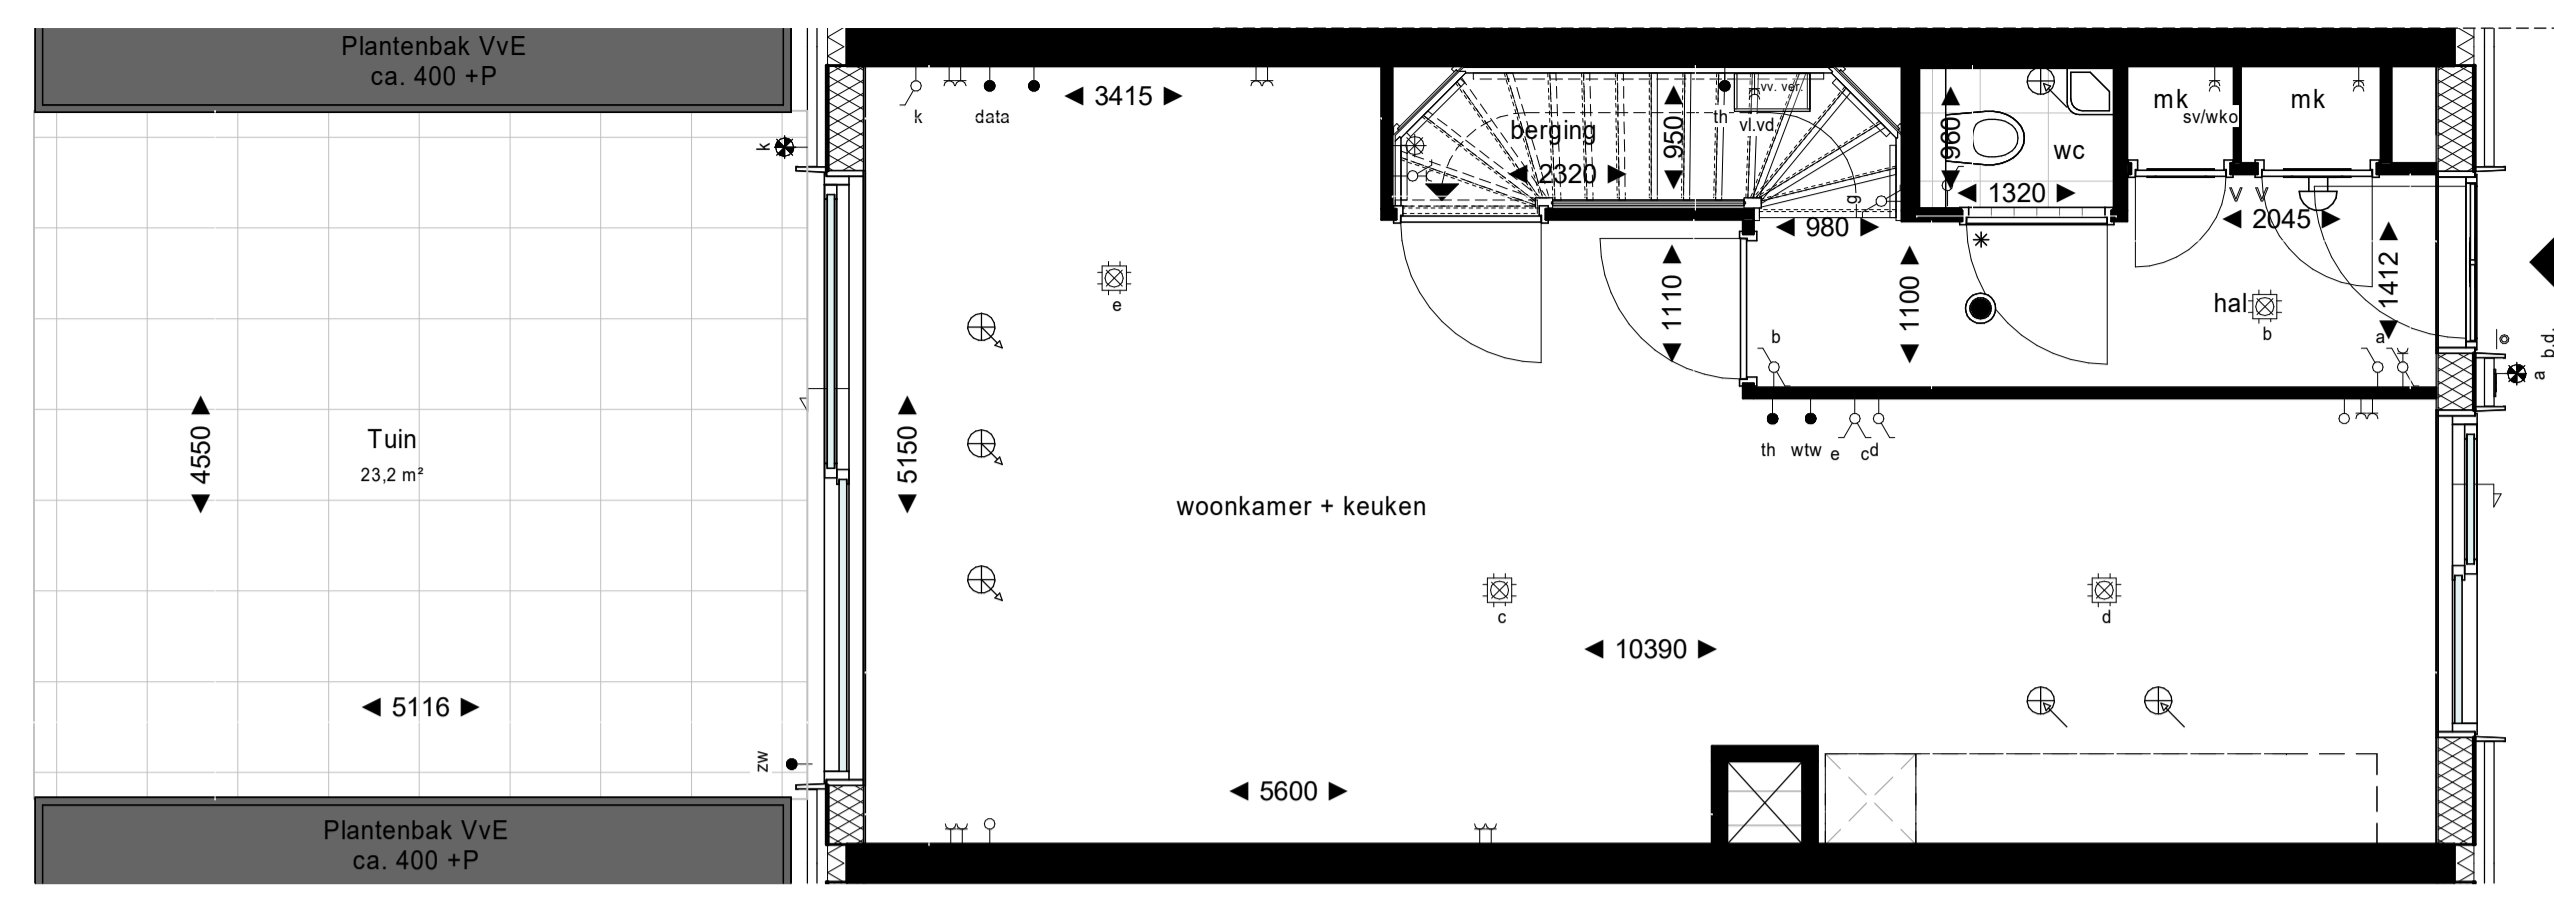 Plantenbak VvE
ca. 400 +P
k
data
3415
berging
2320
950
th
vv. ver.
vl.vd.
g
980
960
wc
1320
mk
sv/wko
mk
V V
2045
1412
hal
b
a
b.d.
a
k
e
1110
1100
b
th
wtw
e
c
d
4550
Tuin
23,2 m²
5150
woonkamer + keuken
c
d
10390
5116
zw
5600
Plantenbak VvE
ca. 400 +P